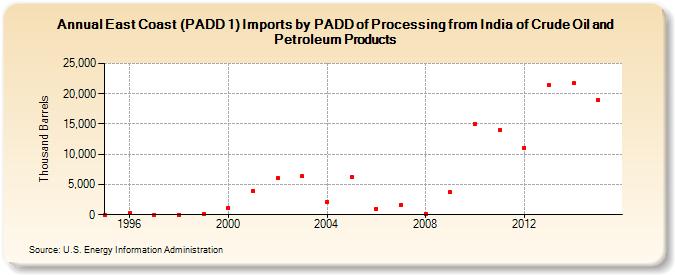 Annual East Coast (PADD 1) Imports by PADD of Processing from India of Crude Oil and
Petroleum Products
Thousand Barrels
25,000
20,000
15,000
10,000
5,000
0
1996 2000 2004 2008 2012
Source: U.S. Energy Information Administration